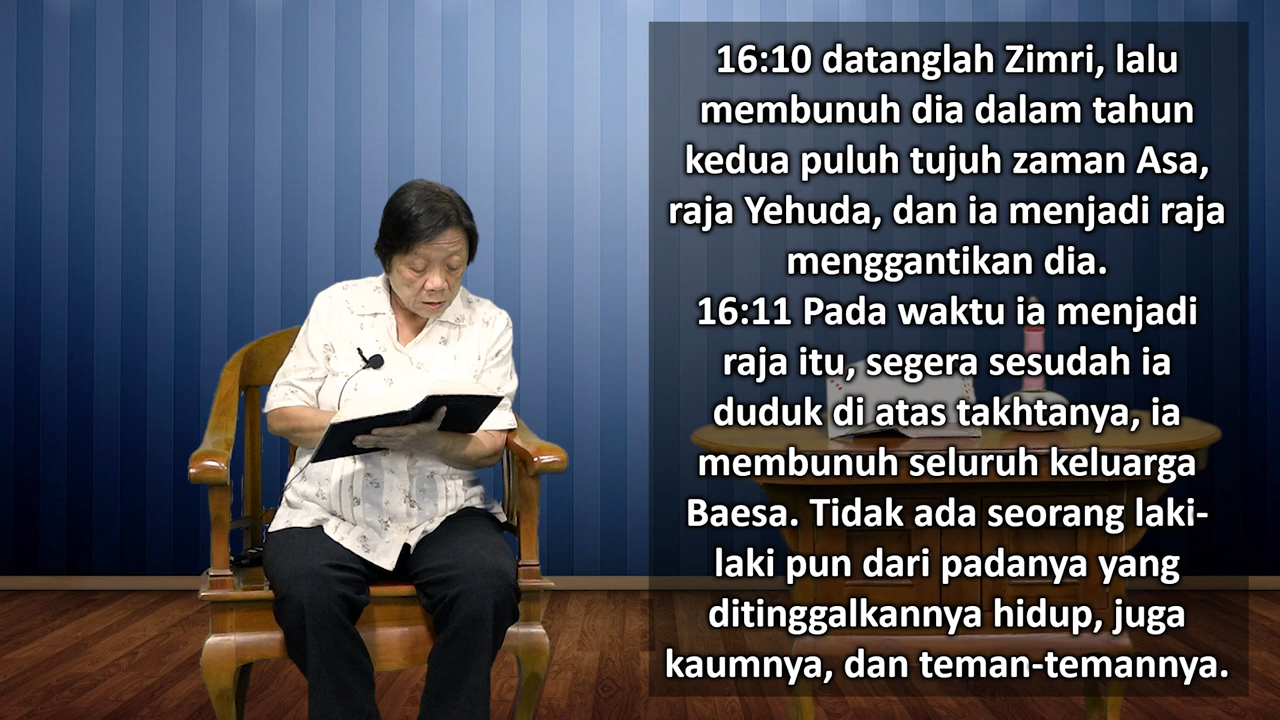 16:10 datanglah Zimri, lalu
membunuh dia dalam tahun
kedua puluh tujuh zaman Asa,
raja Yehuda, dan ia menjadi raja
menggantikan dia.
16:11 Pada waktu ia menjadi
raja itu, segera sesudah ia
duduk di atas takhtanya, ia
membunuh seluruh keluarga
Baesa. Tidak ada seorang laki-
laki pun dari padanya yang
ditinggalkannya hidup, juga
kaumnya, dan teman-temannya.